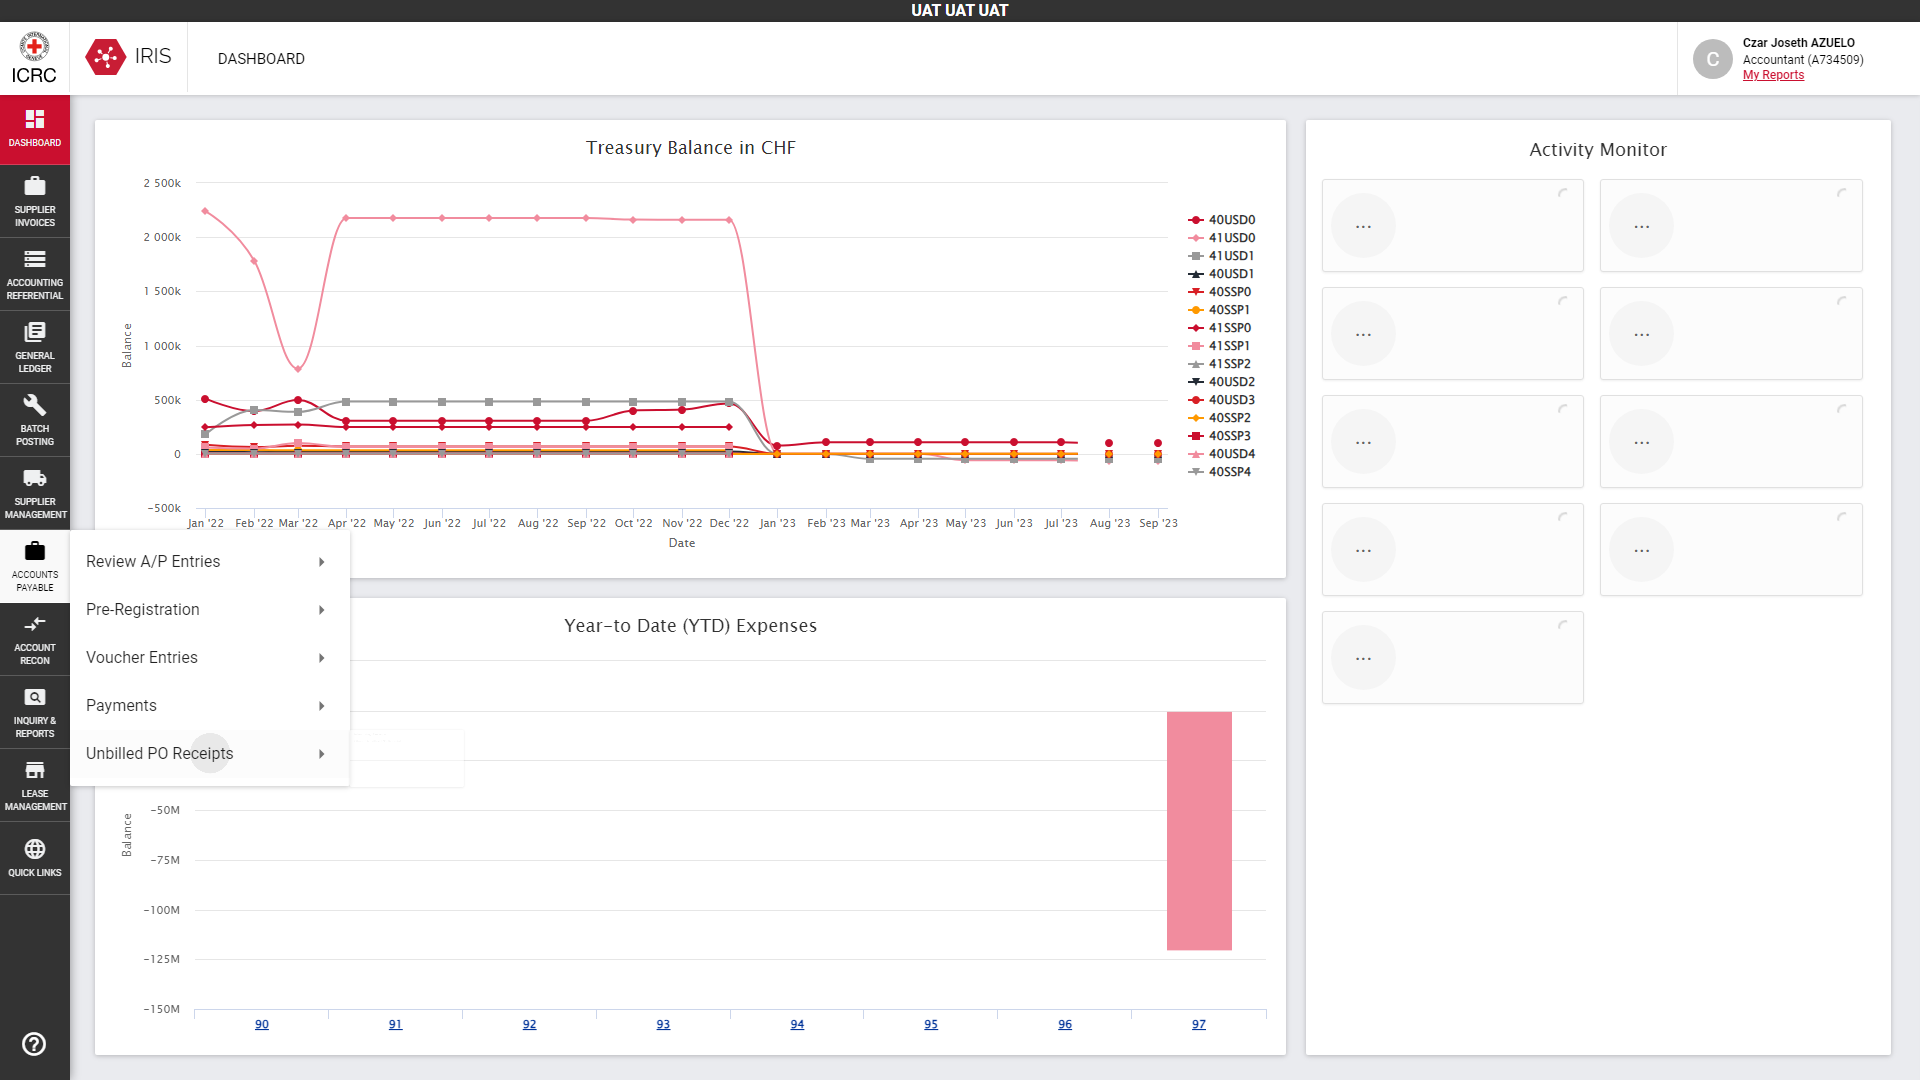 UAT UAT UAT
ICRC
IRIS
DASHBOARD
C
Czar Joseth AZUELO
Accountant (A734509)
My Reports
DASHBOARD
SUPPLIER
INVOICES
ACCOUNTING
REFERENTIAL
GENERAL
LEDGER
BATCH
POSTING
SUPPLIER
MANAGEMENT
ACCOUNTS
PAYABLE
ACCOUNT
RECON
INQUIRY &
REPORTS
LEASE
MANAGEMENT
QUICK LINKS
Review A/P Entries
Pre-Registration
Voucher Entries
Payments
Unbilled PO Receipts
Treasury Balance in CHF
2 500k
2 000k
1 500k
1 000k
500k
0
-500k
Balance
Jan '22 Feb '22 Mar '22 Apr '22 May '22 Jun '22 Jul '22 Aug '22 Sep '22 Oct '22 Nov '22 Dec '22 Jan '23 Feb '23 Mar '23 Apr '23 May '23 Jun '23 Jul '23 Aug '23 Sep '23
Date
40USD0
41USD0
41USD1
40USD1
40SSP0
40SSP1
41SSP0
41SSP1
41SSP2
40USD2
40USD3
40SSP2
40SSP3
40USD4
40SSP4
Year-to Date (YTD) Expenses
Balance
-50M
-75M
-100M
-125M
-150M
90 91 92 93 94 95 96 97
Activity Monitor
... ...
... ...
... ...
... ...
...